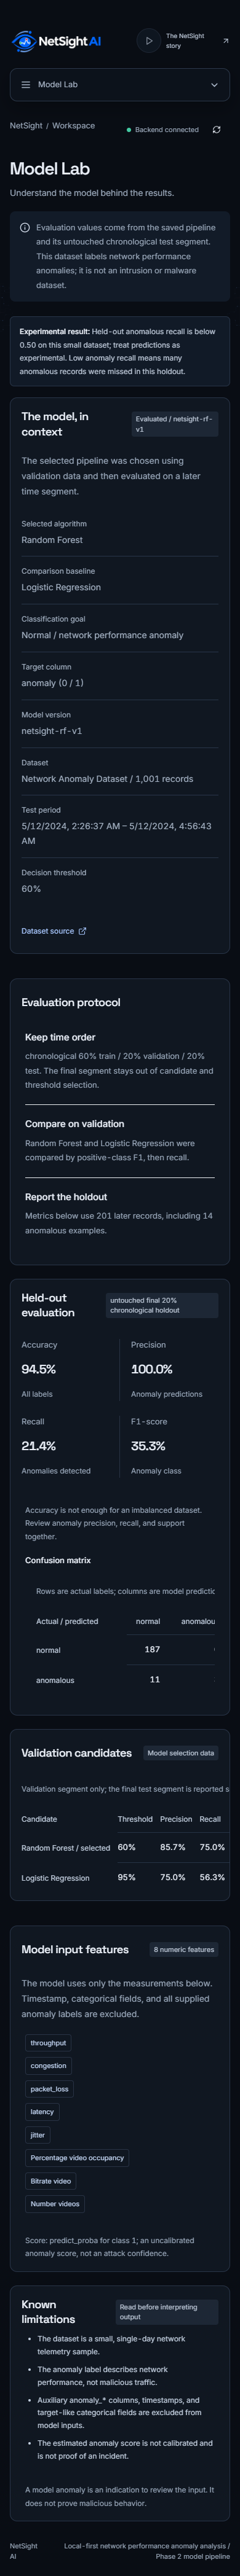 NetSight AI
The NetSight
story
Model Lab
NetSight / Workspace
Backend connected
Model Lab
Understand the model behind the results.
Evaluation values come from the saved pipeline
and its untouched chronological test segment.
This dataset labels network performance
anomalies; it is not an intrusion or malware
dataset.
Experimental result: Held-out anomalous recall is below
0.50 on this small dataset; treat predictions as
experimental. Low anomaly recall means many
anomalous records were missed in this holdout.
The model, in
context
Evaluated / netsight-rf-
v1
The selected pipeline was chosen using
validation data and then evaluated on a later
time segment.
Selected algorithm
Random Forest
Comparison baseline
Logistic Regression
Classification goal
Normal / network performance anomaly
Target column
anomaly (0 / 1)
Model version
netsight-rf-v1
Dataset
Network Anomaly Dataset / 1,001 records
Test period
5/12/2024, 2:26:37 AM – 5/12/2024, 4:56:43
AM
Decision threshold
60%
Dataset source
Evaluation protocol
Keep time order
chronological 60% train / 20% validation / 20%
test. The final segment stays out of candidate and
threshold selection.
Compare on validation
Random Forest and Logistic Regression were
compared by positive-class F1, then recall.
Report the holdout
Metrics below use 201 later records, including 14
anomalous examples.
Held-out
evaluation
untouched final 20%
chronological holdout
Accuracy
94.5%
All labels
Precision
100.0%
Anomaly predictions
Recall
21.4%
Anomalies detected
F1-score
35.3%
Anomaly class
Accuracy is not enough for an imbalanced dataset.
Review anomaly precision, recall, and support
together.
Confusion matrix
Rows are actual labels; columns are model predictic
Actual / predicted normal anomalou
normal 187
anomalous 11
Validation candidates
Model selection data
Validation segment only; the final test segment is reported s
Candidate Threshold Precision Recall
Random Forest / selected 60% 85.7% 75.0%
Logistic Regression 95% 75.0% 56.3%
Model input features
8 numeric features
The model uses only the measurements below.
Timestamp, categorical fields, and all supplied
anomaly labels are excluded.
throughput
congestion
packet_loss
latency
jitter
Percentage video occupancy
Bitrate video
Number videos
Score: predict_proba for class 1; an uncalibrated
anomaly score, not an attack confidence.
Known
limitations
Read before interpreting
output
The dataset is a small, single-day network
telemetry sample.
The anomaly label describes network
performance, not malicious traffic.
Auxiliary anomaly_* columns, timestamps, and
target-like categorical fields are excluded from
model inputs.
The estimated anomaly score is not calibrated and
is not proof of an incident.
A model anomaly is an indication to review the input. It
does not prove malicious behavior.
NetSight
AI
Local-first network performance anomaly analysis /
Phase 2 model pipeline